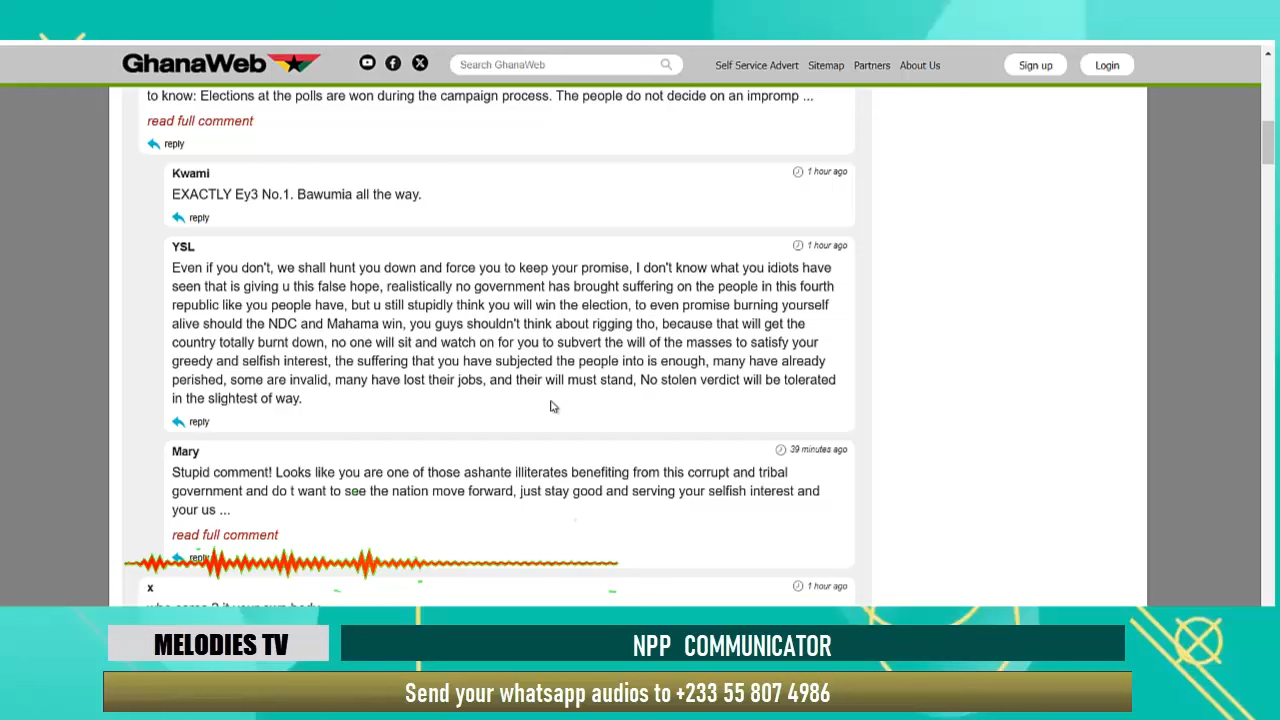 GhanaWeb
Search GhanaWeb
Self Service Advert Sitemap Partners About Us
Sign up
Login
to know: Elections at the polls are won during the campaign process. The people do not decide on an impromp ...
read full comment
reply
Kwami
1 hour ago
EXACTLY Ey3 No.1. Bawumia all the way.
reply
YSL
1 hour ago
Even if you don't, we shall hunt you down and force you to keep your promise, I don't know what you idiots have
seen that is giving u this false hope, realistically no government has brought suffering on the people in this fourth
republic like you people have, but u still stupidly think you will win the election, to even promise burning yourself
alive should the NDC and Mahama win, you guys shouldn't think about rigging tho, because that will get the
country totally burnt down, no one will sit and watch on for you to subvert the will of the masses to satisfy your
greedy and selfish interest, the suffering that you have subjected the people into is enough, many have already
perished, some are invalid, many have lost their jobs, and their will must stand, No stolen verdict will be tolerated
in the slightest of way.
reply
Mary
39 minutes ago
Stupid comment! Looks like you are one of those ashante illiterates benefiting from this corrupt and tribal
government and do t want to see the nation move forward, just stay good and serving your selfish interest and
your us ...
read full comment
reply
x
1 hour ago
MELODIES TV
NPP COMMUNICATOR
Send your whatsapp audios to +233 55 807 4986